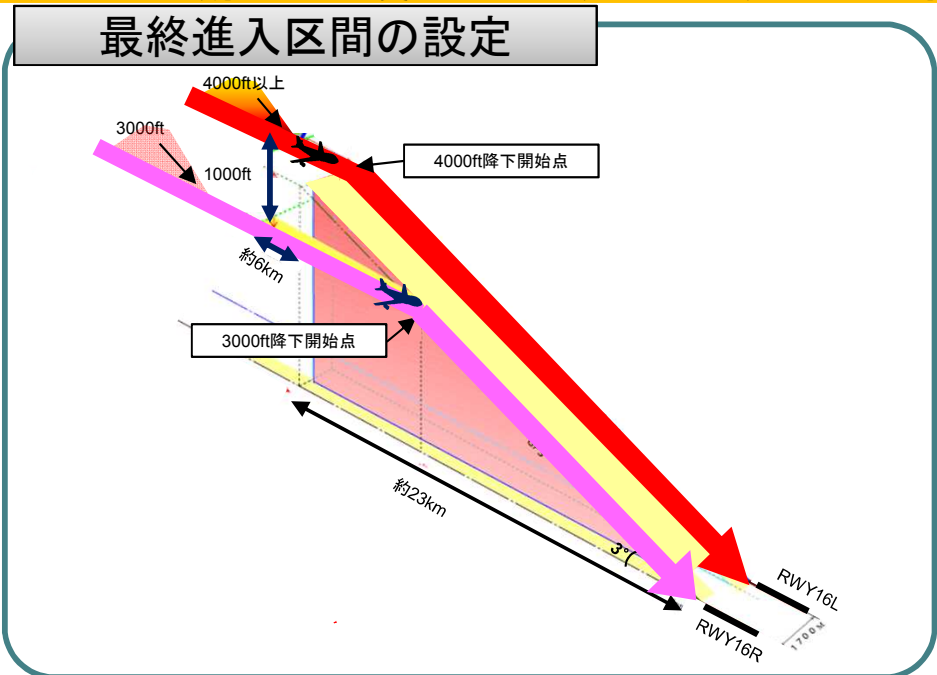 最終進入区間の設定
4000ft以上
3000ft
1000ft
4000ft降下開始点
約6km
3000ft降下開始点
約23km
3°
RWY16L
RWY16R
1700M